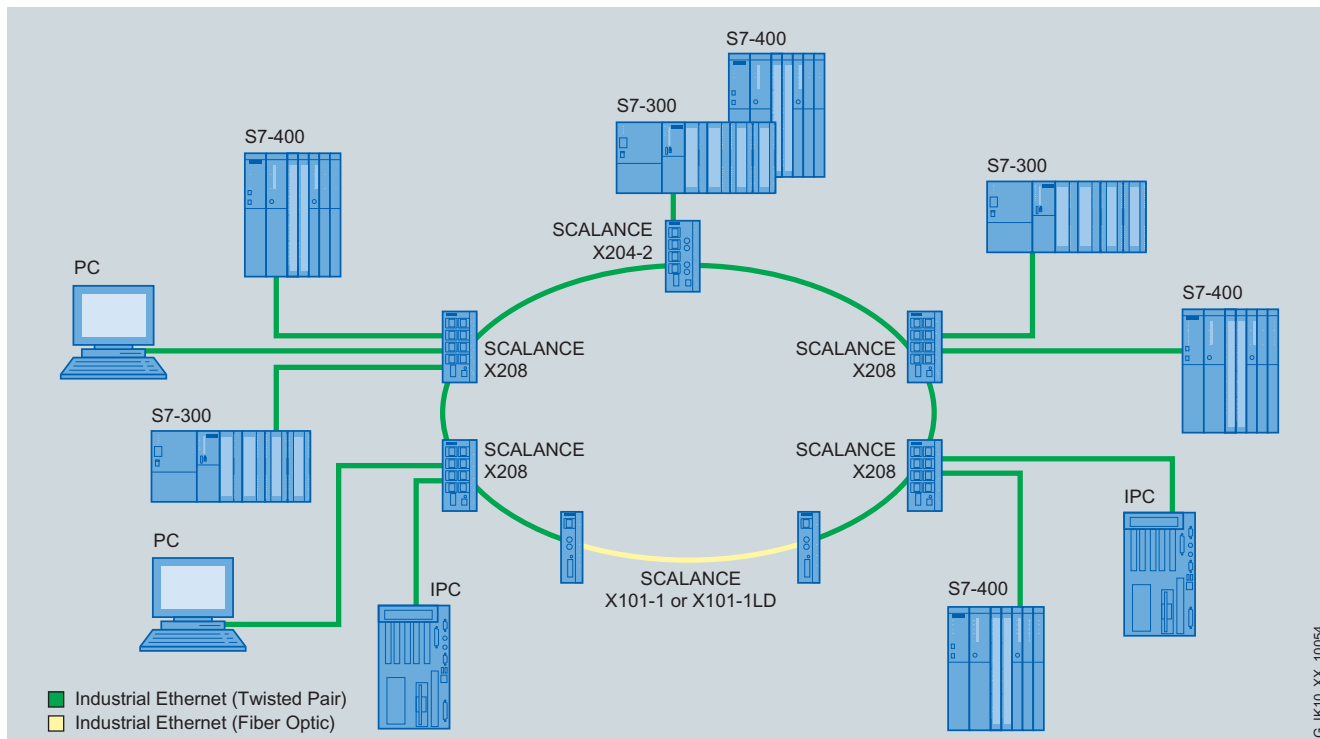 S7-400
S7-300
S7-400
S7-300
SCALANCE
X204-2
PC
S7-400
SCALANCE
X208
SCALANCE
X208
S7-300
SCALANCE
X208
SCALANCE
X208
IPC
PC
SCALANCE
X101-1 or X101-1LD
IPC
S7-400
Industrial Ethernet (Twisted Pair)
Industrial Ethernet (Fiber Optic)
G_IK10_XX_10054